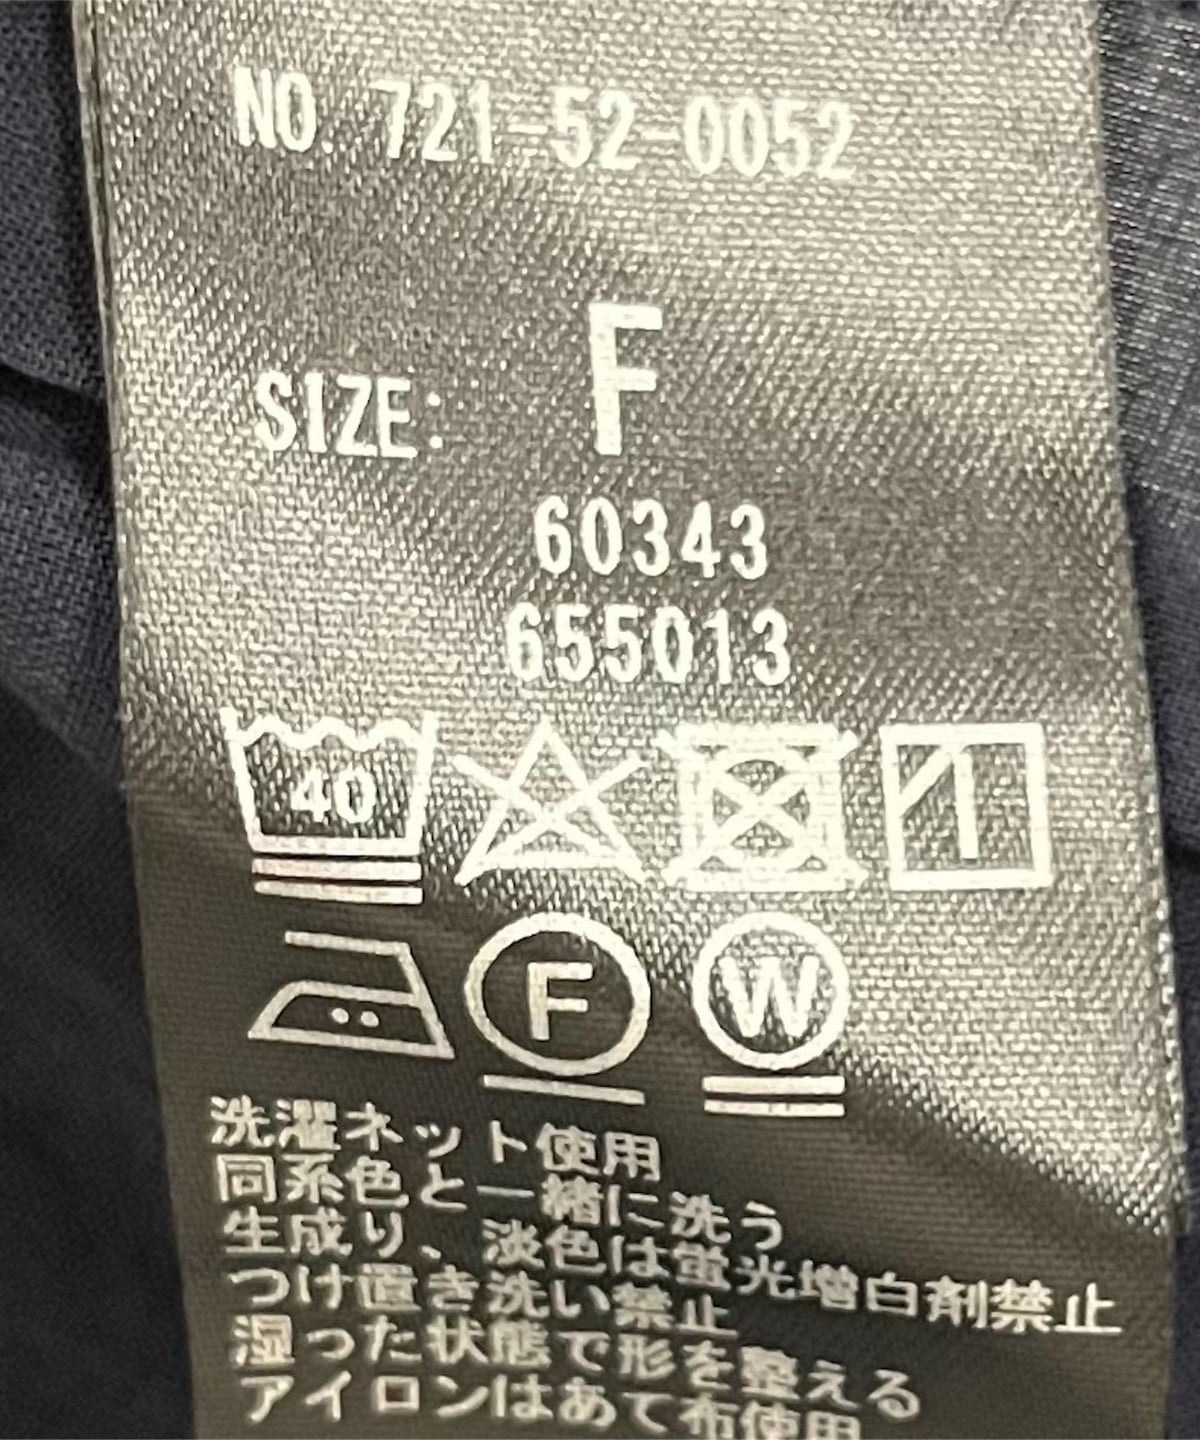 NO. 721-52-0052
SIZE: F
60343
655013
40
F W
洗濯ネット使用
同系色と一緒に洗う
生成り、淡色は蛍光増白剤禁止
つけ置き洗い禁止
湿った状態で形を整える
アイロンはあて布使用